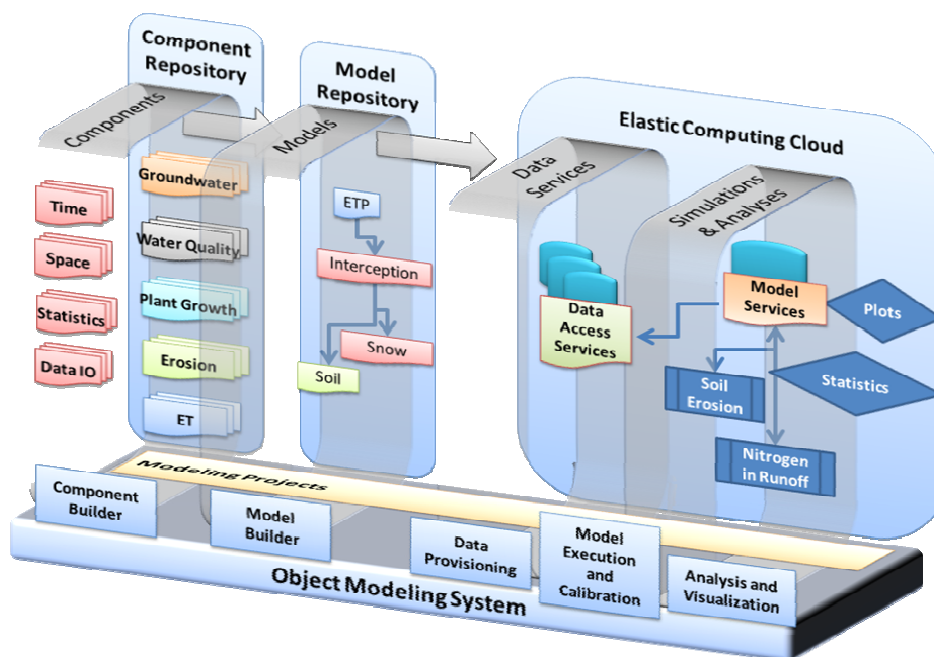 Component
Repository
Components
Time
Space
Statistics
Data IO
Groundwater
Water Quality
Plant Growth
Erosion
ET
Model
Repository
Models
ETP
Interception
Snow
Soil
Elastic Computing Cloud
Data
Services
Data
Access
Services
Simulations
& Analyses
Model
Services
Plots
Statistics
Soil
Erosion
Nitrogen
in Runoff
Modeling Projects
Component
Builder
Model
Builder
Data
Provisioning
Model
Execution
and
Calibration
Analysis and
Visualization
Object Modeling System